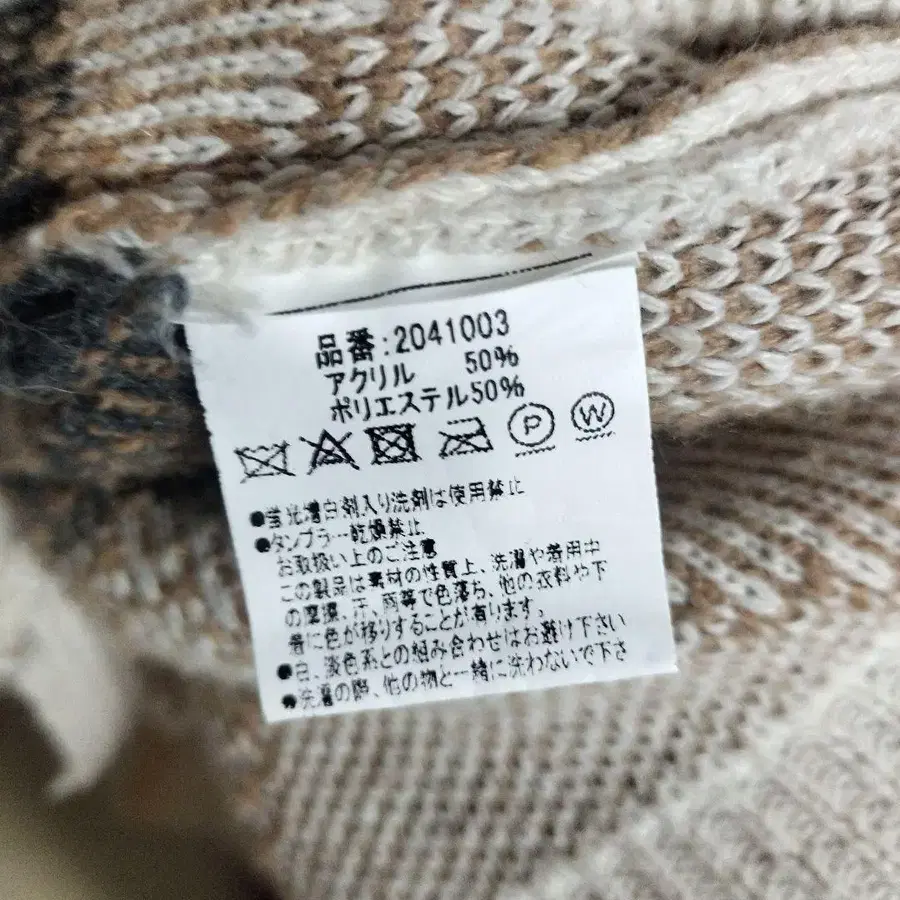 品番:2041003
アクリル 50%
ポリエステル50%
P W
●蛍光増白剤入り洗剤は使用禁止
●タンブラー乾燥禁止
お取扱い上のご注意
この製品は素材の性質上、洗濯や着用中
の摩擦、汗、雨等で色落ち、他の衣料や下
着に色が移りすることが有ります。
●白、淡色系との組み合わせはお避け下さい
●洗濯の際、他の物と一緒に洗わないで下さ